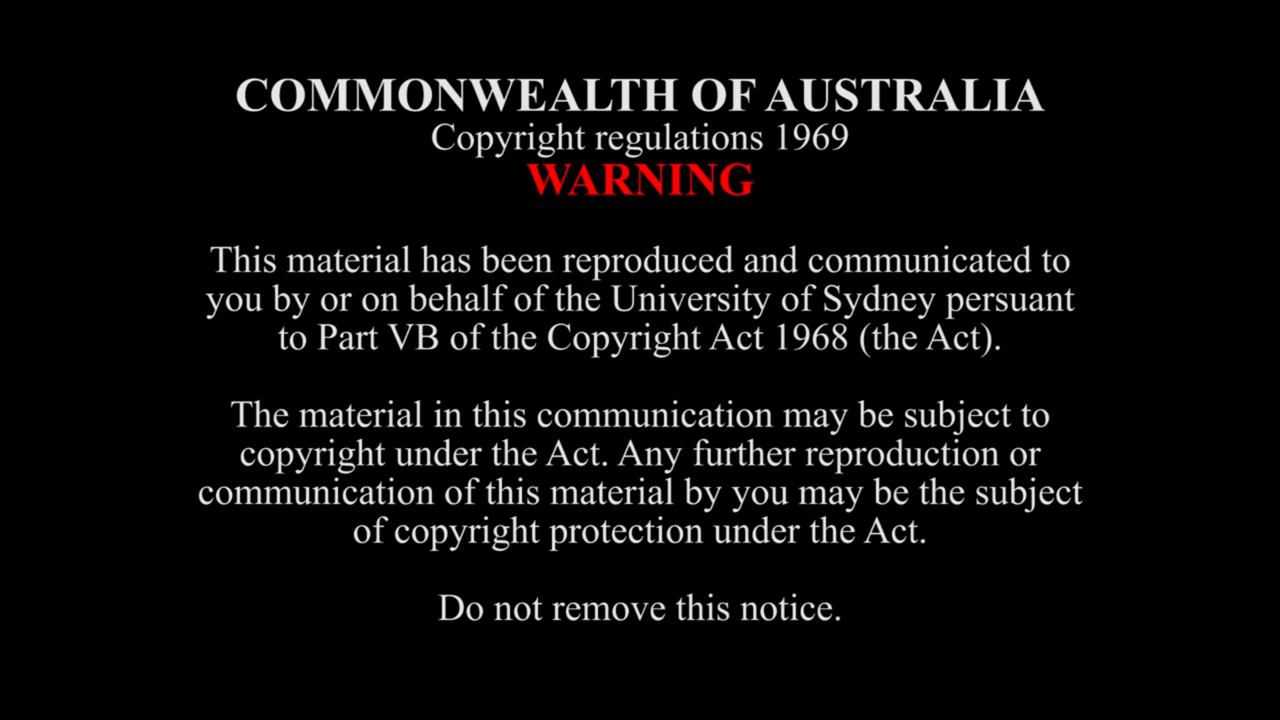 COMMONWEALTH OF AUSTRALIA
Copyright regulations 1969
WARNING
This material has been reproduced and communicated to
you by or on behalf of the University of Sydney persuant
to Part VB of the Copyright Act 1968 (the Act).
The material in this communication may be subject to
copyright under the Act. Any further reproduction or
communication of this material by you may be the subject
of copyright protection under the Act.
Do not remove this notice.